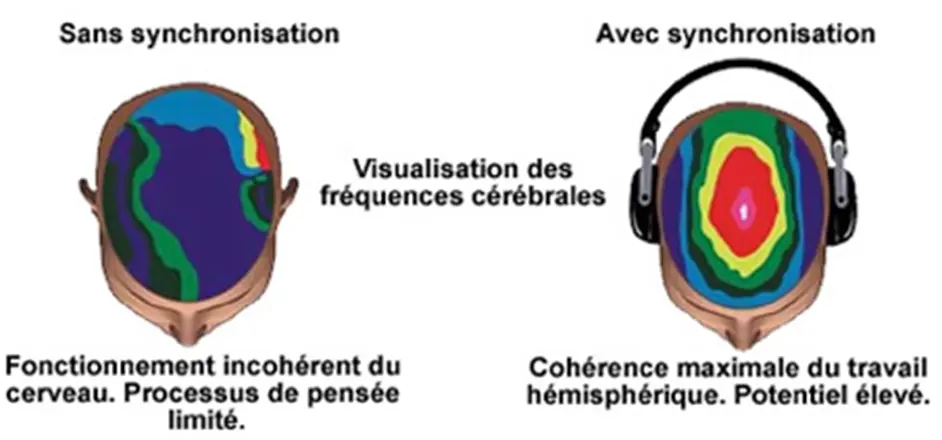 Sans synchronisation
Avec synchronisation
Visualisation des
fréquences cérébrales
Fonctionnement incohérent du
cerveau. Processus de pensée
limité.
Cohérence maximale du travail
hémisphérique. Potentiel élevé.